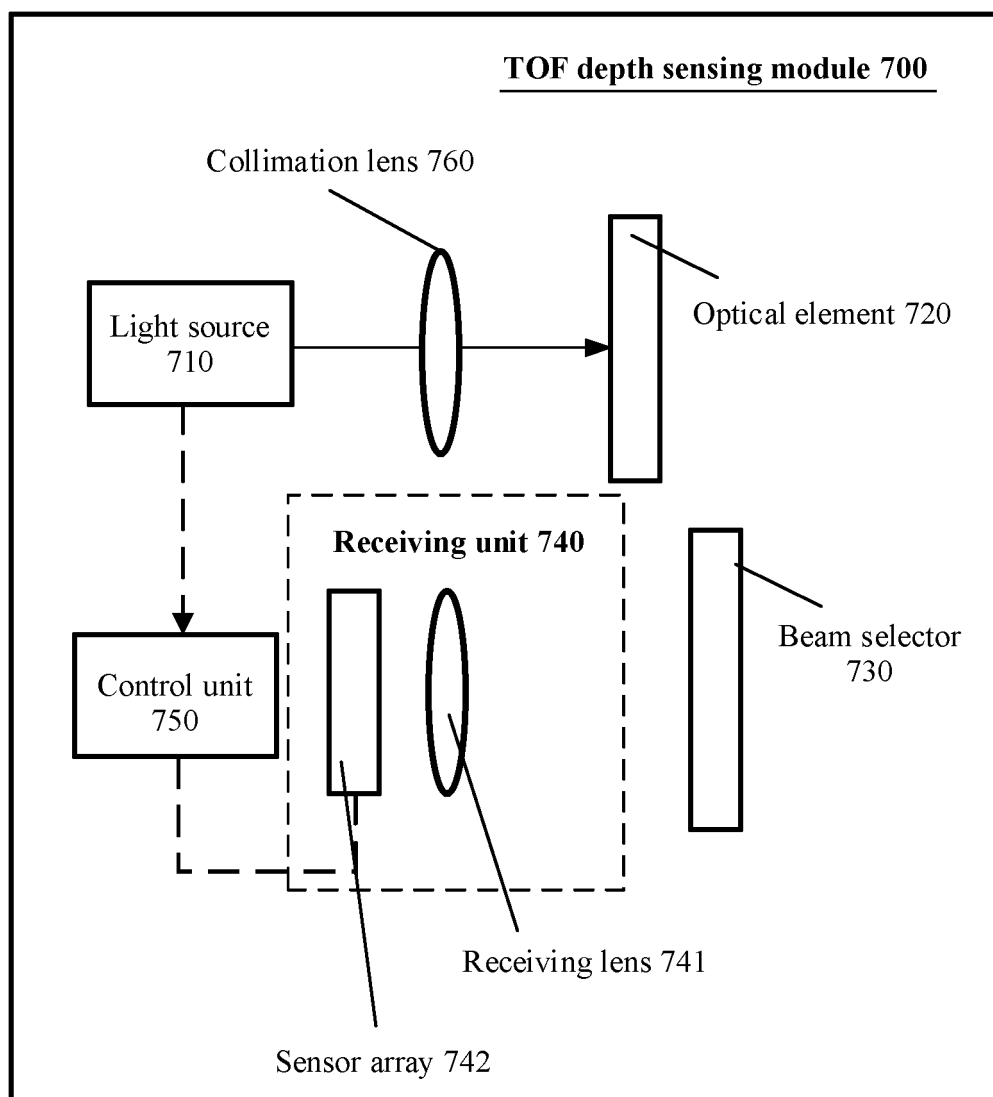 TOF depth sensing module 700
Collimation lens 760
Light source
710
Optical element 720
Receiving unit 740
Beam selector
730
Control unit
750
Receiving lens 741
Sensor array 742